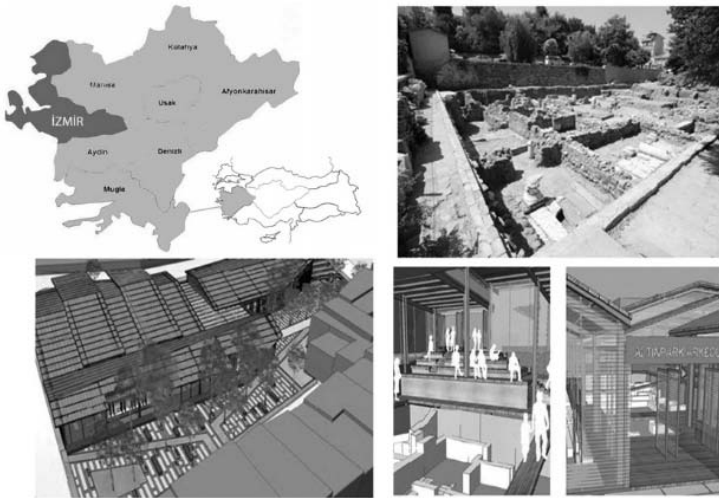 Kutahya
Manisa
Usak
Afyonkarahisar
İZMİR
Aydin
Denizli
Mugla